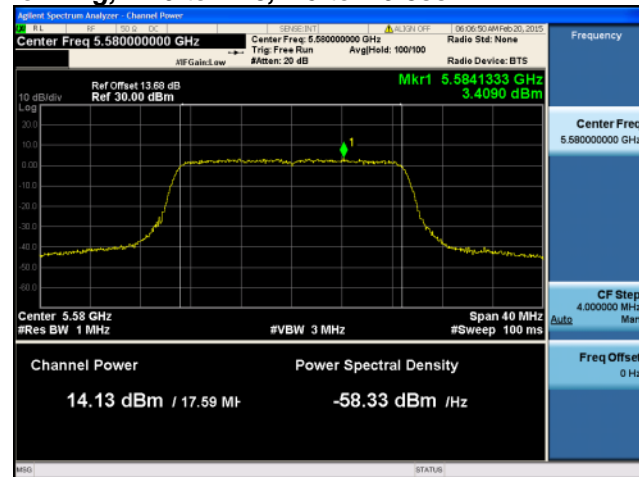 Agilent Spectrum Analyzer - Channel Power
RL RF 50 Ω DC SENSE:INT ALIGN OFF 06:06:50 AM Feb 20, 2015
Center Freq 5.580000000 GHz
Center Freq: 5.580000000 GHz
Radio Std: None
Trig: Free Run Avg|Hold: 100/100
#IFGain:Low #Atten: 20 dB Radio Device: BTS
Frequency
Ref Offset 13.68 dB
10 dB/div Ref 30.00 dBm
Mkr1 5.5841333 GHz
3.4090 dBm
Log
20.0
10.0
0.00
-10.0
-20.0
-30.0
-40.0
-50.0
-60.0
1
Center 5.58 GHz Span 40 MHz
#Res BW 1 MHz #VBW 3 MHz #Sweep 100 ms
Channel Power Power Spectral Density
14.13 dBm / 17.59 MH -58.33 dBm /Hz
Center Freq
5.580000000 GHz
CF Step
4.000000 MHz
Auto Man
Freq Offset
0 Hz
MSG STATUS